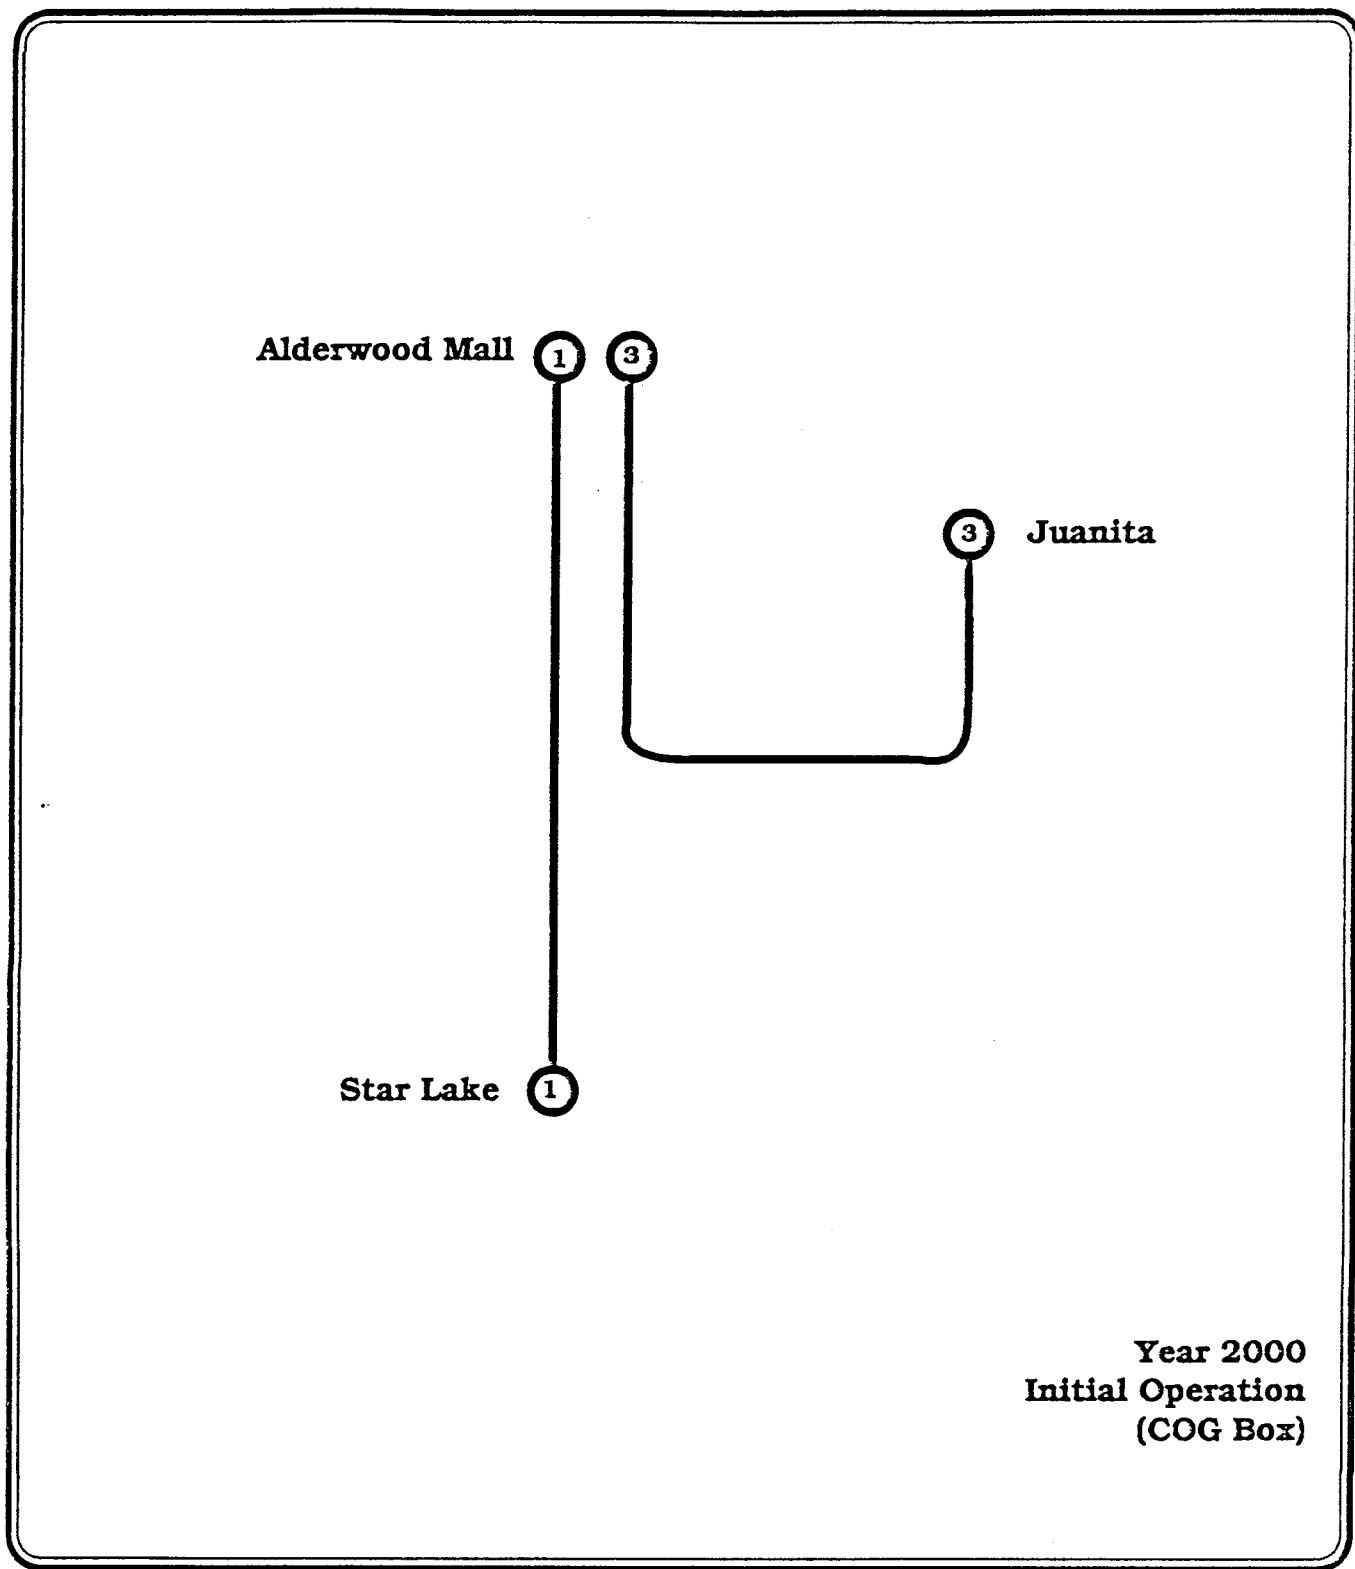 Alderwood Mall 1 3
3 Juanita
Star Lake 1
Year 2000
Initial Operation
(COG Box)